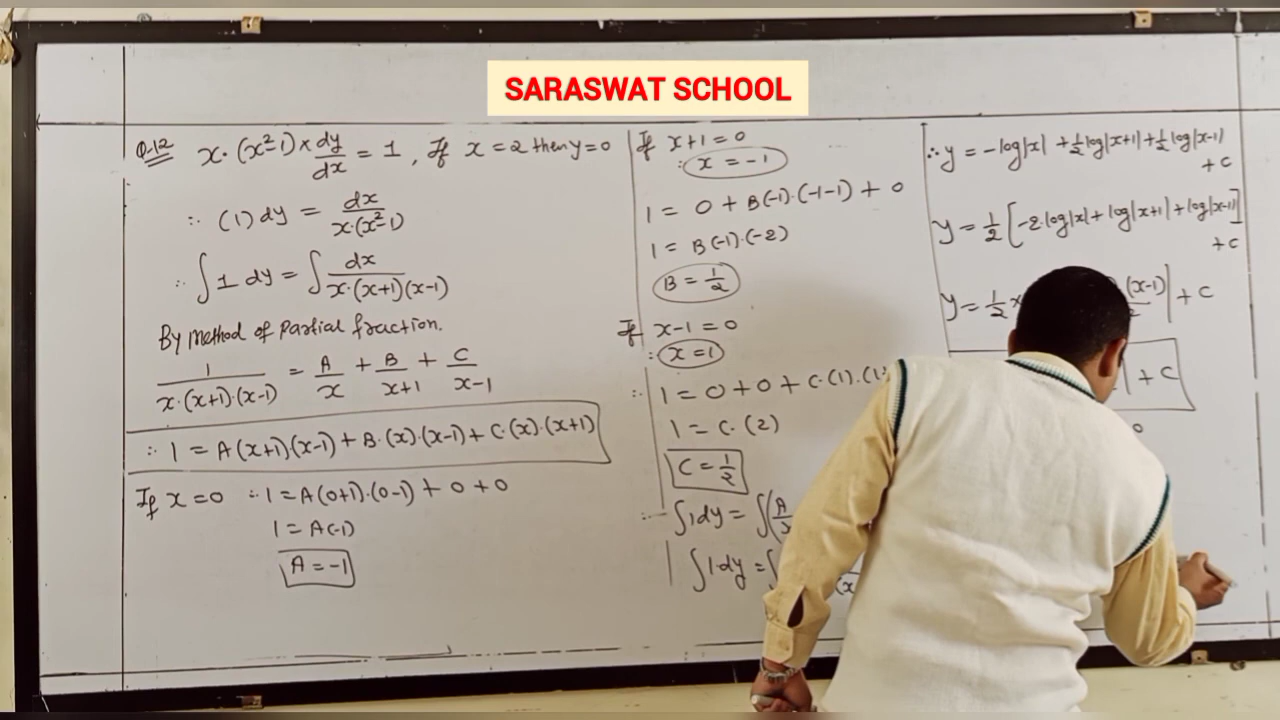 SARASWAT SCHOOL
Q.12 x·(x²-1)×dy/dx = 1, If x=2 then y=0
∴ (1) dy = dx/x·(x²-1)
∴ ∫1 dy = ∫dx/x·(x+1)(x-1)
By method of Partial fraction.
1/x·(x+1)·(x-1) = A/x + B/x+1 + C/x-1
∴ 1 = A(x+1)(x-1) + B·(x)·(x-1) + C·(x)·(x+1)
If x=0 ∴ 1 = A(0+1)·(0-1) + 0 + 0
1 = A(-1)
A = -1
If x+1=0
∴ x = -1
1 = 0 + B(-1)·(-1-1) + 0
1 = B(-1)·(-2)
B = 1/2
If x-1=0
∴ x=1
∴ 1 = 0+0+C·(1)·(1
1 = C·(2)
C = 1/2
∴ ∫1dy = ∫(A/x
∫1·dy = ∫
(x
∴ y = -log|x| + 1/2 log|x+1| + 1/2 log|x-1|
+ C
y = 1/2 [-2·log|x| + log|x+1| + log|x-1|]
+ C
y = 1/2 × (x-1)| + C
| + C
0